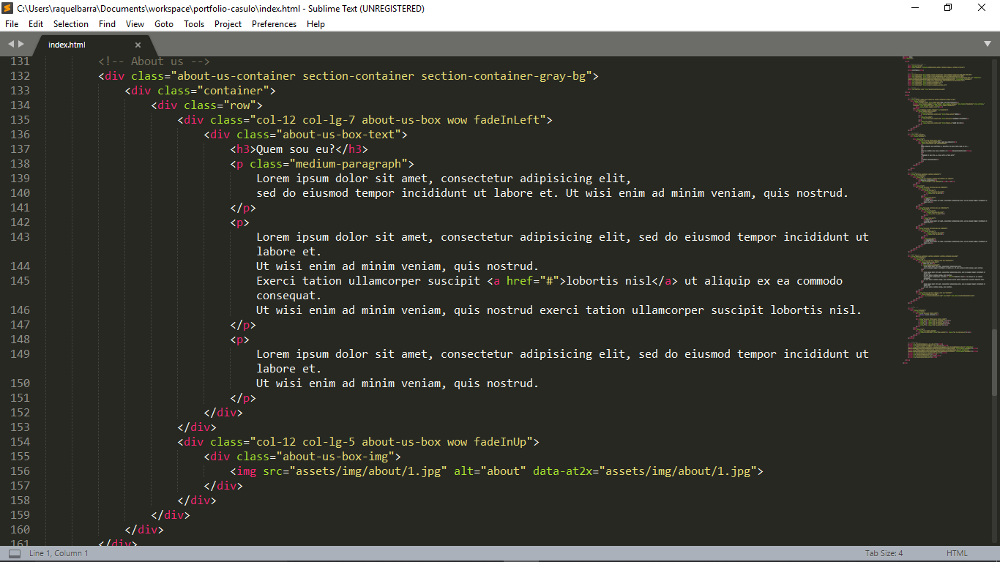 C:\Users\raquelbarra\Documents\workspace\portfolio-casulo\index.html - Sublime Text (UNREGISTERED)
File Edit Selection Find View Goto Tools Project Preferences Help
index.html
131 <!-- About us -->
132 <div class="about-us-container section-container section-container-gray-bg">
133 <div class="container">
134 <div class="row">
135 <div class="col-12 col-lg-7 about-us-box wow fadeInLeft">
136 <div class="about-us-box-text">
137 <h3>Quem sou eu?</h3>
138 <p class="medium-paragraph">
139 Lorem ipsum dolor sit amet, consectetur adipisicing elit,
140 sed do eiusmod tempor incididunt ut labore et. Ut wisi enim ad minim veniam, quis nostrud.
141 </p>
142 <p>
143 Lorem ipsum dolor sit amet, consectetur adipisicing elit, sed do eiusmod tempor incididunt ut
labore et.
144 Ut wisi enim ad minim veniam, quis nostrud.
145 Exerci tation ullamcorper suscipit <a href="#">lobortis nisl</a> ut aliquip ex ea commodo
consequat.
146 Ut wisi enim ad minim veniam, quis nostrud exerci tation ullamcorper suscipit lobortis nisl.
147 </p>
148 <p>
149 Lorem ipsum dolor sit amet, consectetur adipisicing elit, sed do eiusmod tempor incididunt ut
labore et.
150 Ut wisi enim ad minim veniam, quis nostrud.
151 </p>
152 </div>
153 </div>
154 <div class="col-12 col-lg-5 about-us-box wow fadeInUp">
155 <div class="about-us-box-img">
156 <img src="assets/img/about/1.jpg" alt="about" data-at2x="assets/img/about/1.jpg">
157 </div>
158 </div>
159 </div>
160 </div>
161 </div>
Line 1, Column 1 Tab Size: 4 HTML